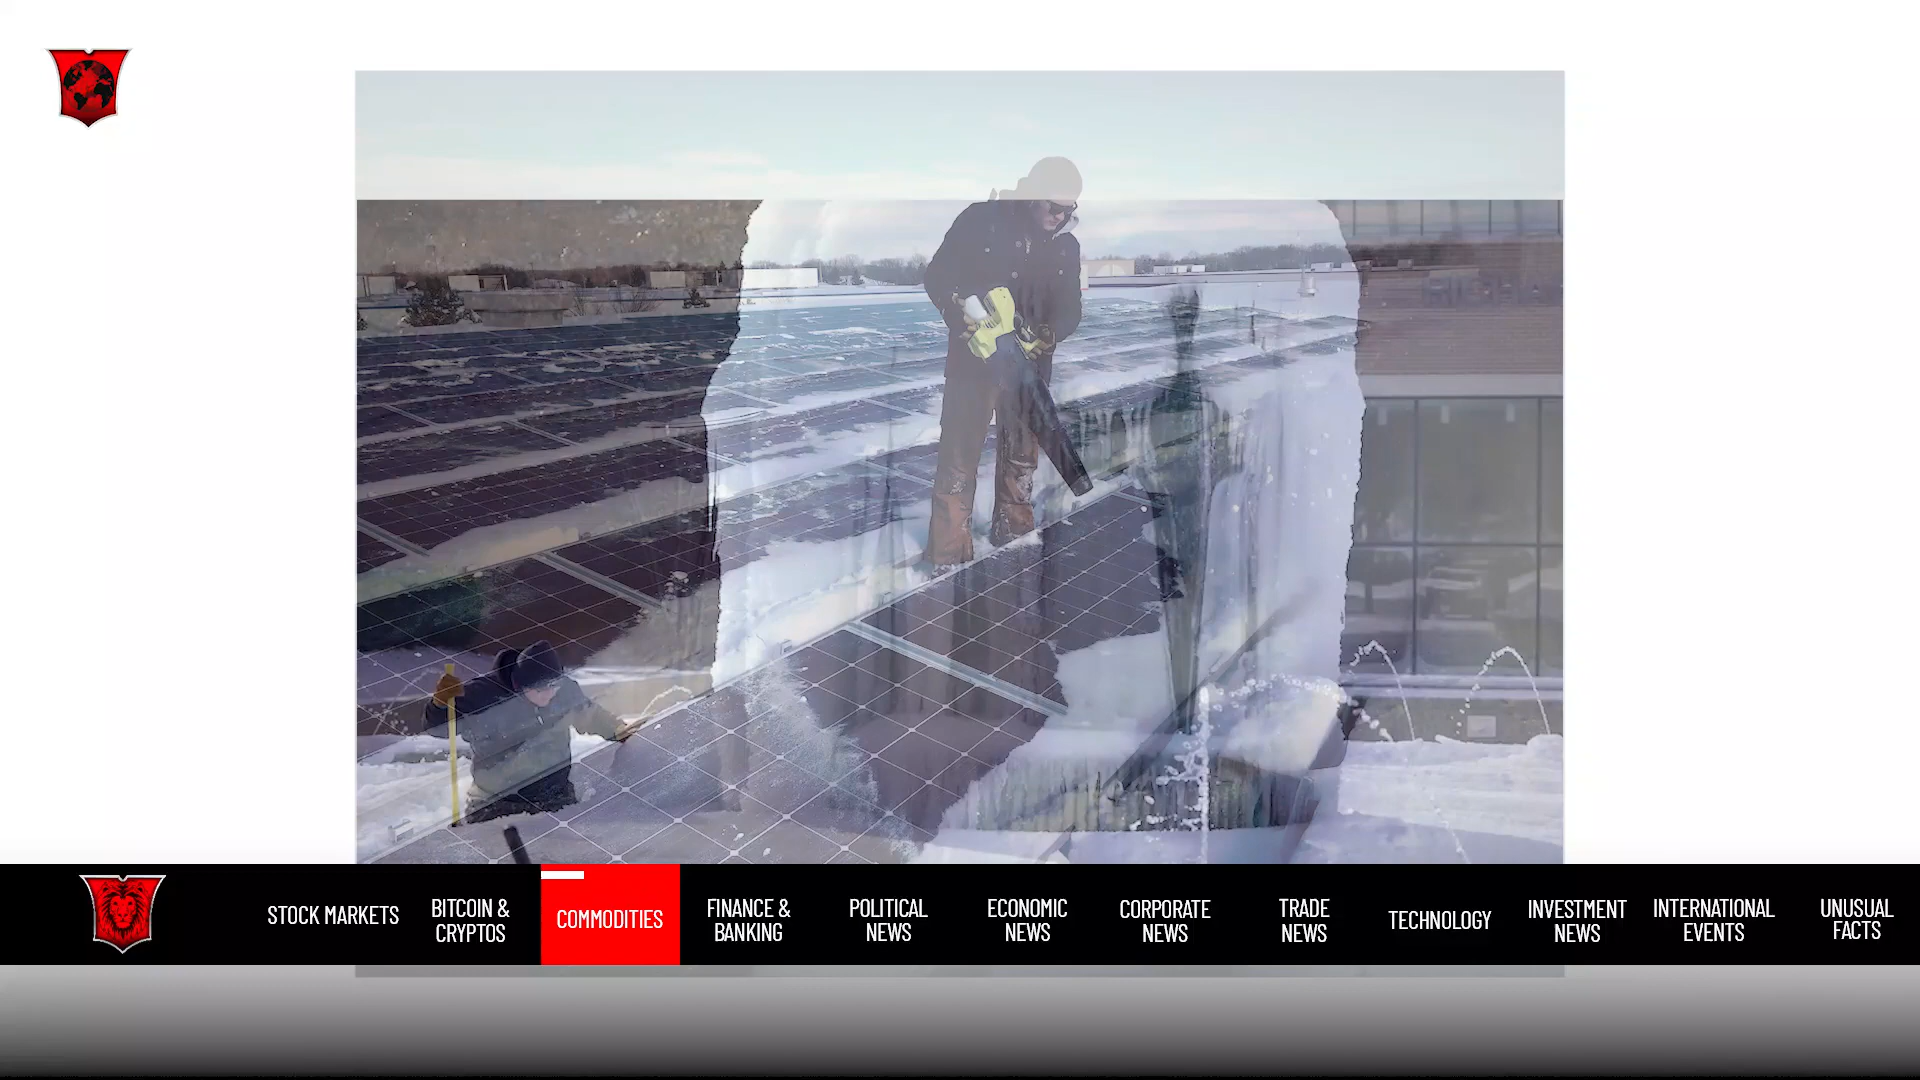 STOCK MARKETS
BITCOIN &
CRYPTOS
COMMODITIES
FINANCE &
BANKING
POLITICAL
NEWS
ECONOMIC
NEWS
CORPORATE
NEWS
TRADE
NEWS
TECHNOLOGY
INVESTMENT
NEWS
INTERNATIONAL
EVENTS
UNUSUAL
FACTS